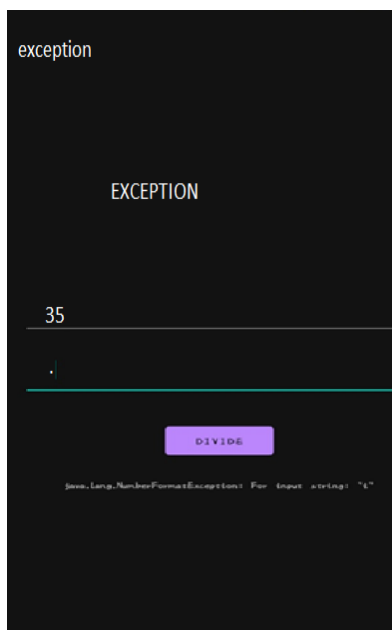 exception
EXCEPTION
35
.
DIVIDE
java.lang.NumberFormatException: For input string: "t"